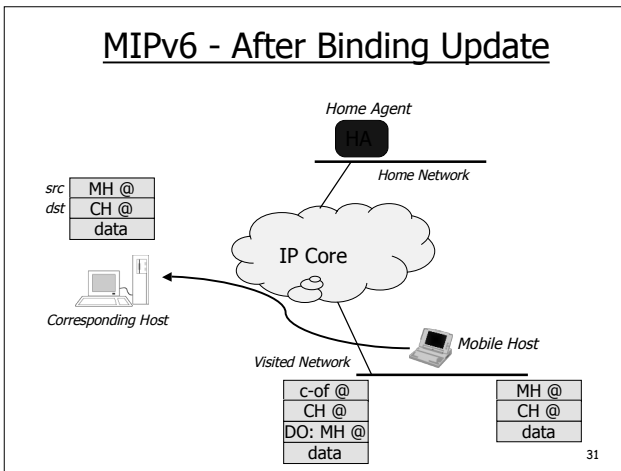 MIPv6 - After Binding Update
Home Agent
HA
Home Network
src MH @
dst CH @
data
IP Core
Corresponding Host
Mobile Host
Visited Network
c-of @
CH @
DO: MH @
data
MH @
CH @
data
31